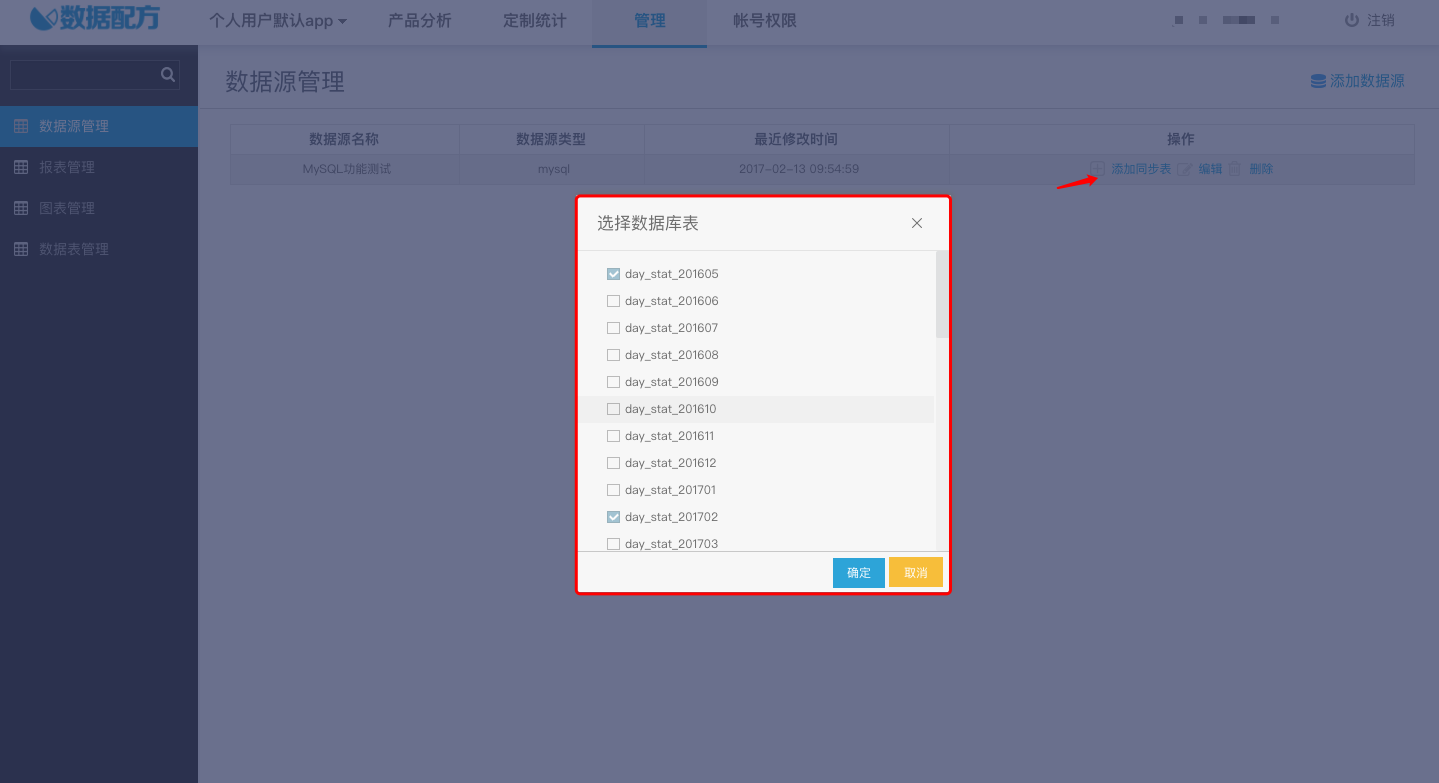 数据配方 个人用户默认app 产品分析 定制统计 管理 帐号权限 注销
数据源管理
报表管理
图表管理
数据表管理
数据源管理 添加数据源
数据源名称 数据源类型 最近修改时间 操作
MySQL功能测试 mysql 2017-02-13 09:54:59 添加同步表 编辑 删除
选择数据库表
day_stat_201605
day_stat_201606
day_stat_201607
day_stat_201608
day_stat_201609
day_stat_201610
day_stat_201611
day_stat_201612
day_stat_201701
day_stat_201702
day_stat_201703
确定 取消